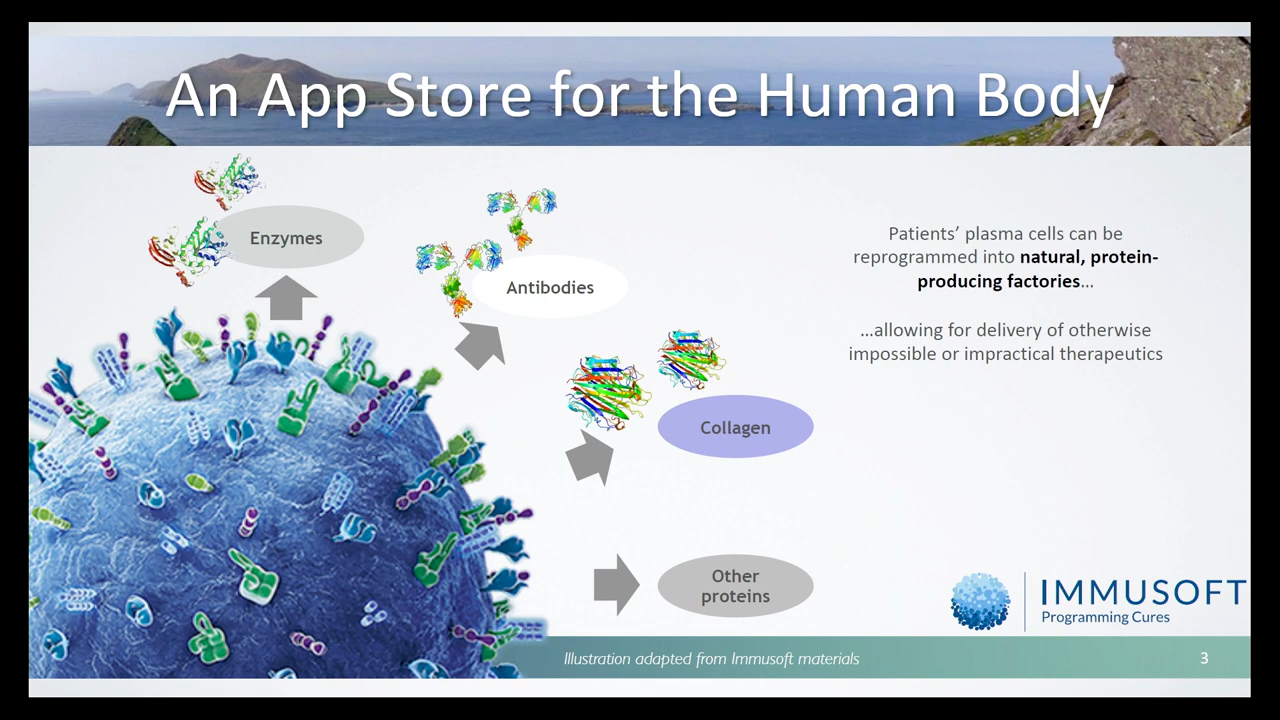 An App Store for the Human Body
Enzymes
Antibodies
Collagen
Other
proteins
Patients’ plasma cells can be
reprogrammed into natural, protein-
producing factories…
…allowing for delivery of otherwise
impossible or impractical therapeutics
IMMUSOFT
Programming Cures
Illustration adapted from Immusoft materials
3